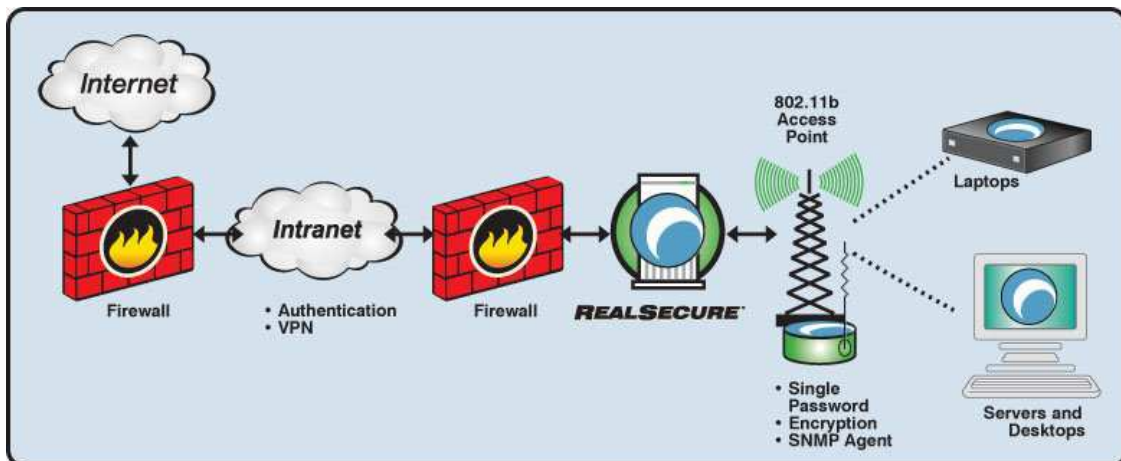 Internet
802.11b
Access
Point
Laptops
Intranet
Firewall
• Authentication
• VPN
Firewall
REALSECURE™
• Single
Password
• Encryption
• SNMP Agent
Servers and
Desktops